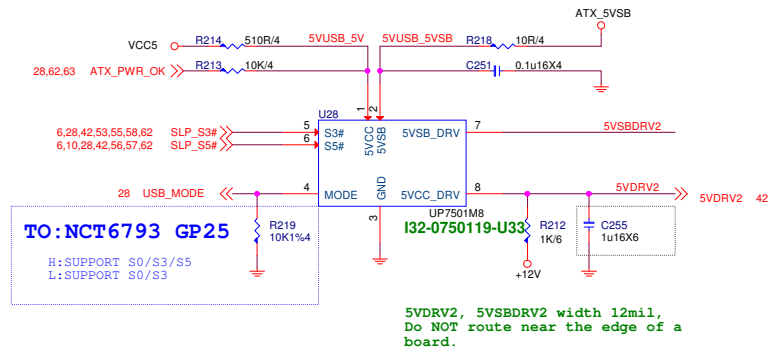 ATX_5VSB
VCC5
R214
510R/4
5VUSB_5V
5VUSB_5VSB
R218
10R/4
28,62,63
ATX_PWR_OK
R213
10K/4
C251
0.1u16X4
U28
1
2
6,28,42,53,55,58,62
SLP_S3#
5
S3#
5VCC
5VSB
5VSB_DRV
7
5VSBDRV2
6,10,28,42,56,57,62
SLP_S5#
6
S5#
28
USB_MODE
4
MODE
GND
5VCC_DRV
8
5VDRV2
5VDRV2 42
3
UP7501M8
I32-0750119-U33
R219
10K1%4
R212
1K/6
C255
1u16X6
+12V
TO:NCT6793 GP25
H:SUPPORT S0/S3/S5
L:SUPPORT S0/S3
5VDRV2, 5VSBDRV2 width 12mil,
Do NOT route near the edge of a
board.